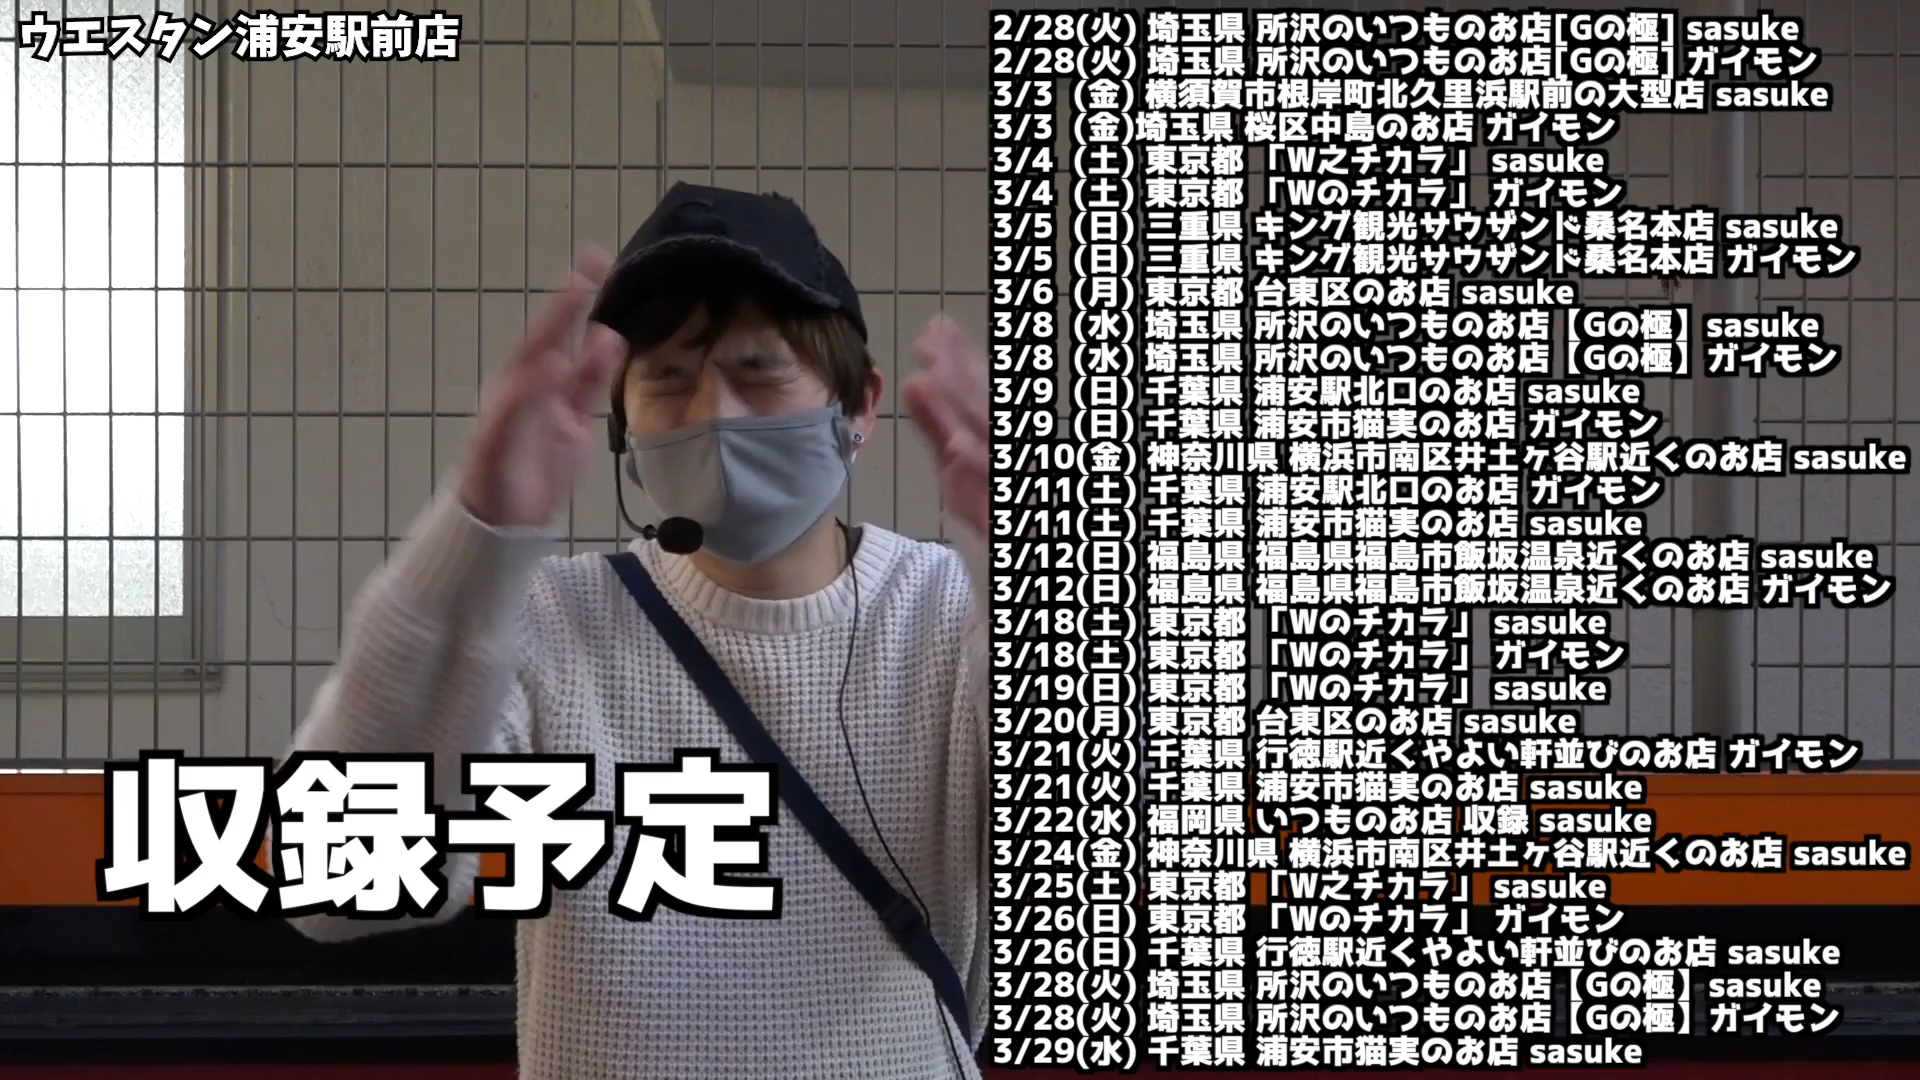 ウエスタン浦安駅前店
2/28(火) 埼玉県 所沢のいつものお店[Gの極] sasuke
2/28(火) 埼玉県 所沢のいつものお店[Gの極] ガイモン
3/3 (金) 横須賀市根岸町北久里浜駅前の大型店 sasuke
3/3 (金)埼玉県 桜区中島のお店 ガイモン
3/4 (土) 東京都 「W之チカラ」 sasuke
3/4 (土) 東京都 「Wのチカラ」 ガイモン
3/5 (日) 三重県 キング観光サウザンド桑名本店 sasuke
3/5 (日) 三重県 キング観光サウザンド桑名本店 ガイモン
3/6 (月) 東京都 台東区のお店 sasuke
3/8 (水) 埼玉県 所沢のいつものお店【Gの極】 sasuke
3/8 (水) 埼玉県 所沢のいつものお店【Gの極】 ガイモン
3/9 (日) 千葉県 浦安駅北口のお店 sasuke
3/9 (日) 千葉県 浦安市猫実のお店 ガイモン
3/10(金) 神奈川県 横浜市南区井土ヶ谷駅近くのお店 sasuke
3/11(土) 千葉県 浦安駅北口のお店 ガイモン
3/11(土) 千葉県 浦安市猫実のお店 sasuke
3/12(日) 福島県 福島県福島市飯坂温泉近くのお店 sasuke
3/12(日) 福島県 福島県福島市飯坂温泉近くのお店 ガイモン
3/18(土) 東京都 「Wのチカラ」 sasuke
3/18(土) 東京都 「Wのチカラ」 ガイモン
3/19(日) 東京都 「Wのチカラ」 sasuke
3/20(月) 東京都 台東区のお店 sasuke
3/21(火) 千葉県 行徳駅近くやよい軒並びのお店 ガイモン
3/21(火) 千葉県 浦安市猫実のお店 sasuke
3/22(水) 福岡県 いつものお店 収録 sasuke
3/24(金) 神奈川県 横浜市南区井土ヶ谷駅近くのお店 sasuke
3/25(土) 東京都 「W之チカラ」 sasuke
3/26(日) 東京都 「Wのチカラ」 ガイモン
3/26(日) 千葉県 行徳駅近くやよい軒並びのお店 sasuke
3/28(火) 埼玉県 所沢のいつものお店【Gの極】 sasuke
3/28(火) 埼玉県 所沢のいつものお店【Gの極】 ガイモン
3/29(水) 千葉県 浦安市猫実のお店 sasuke
収録予定